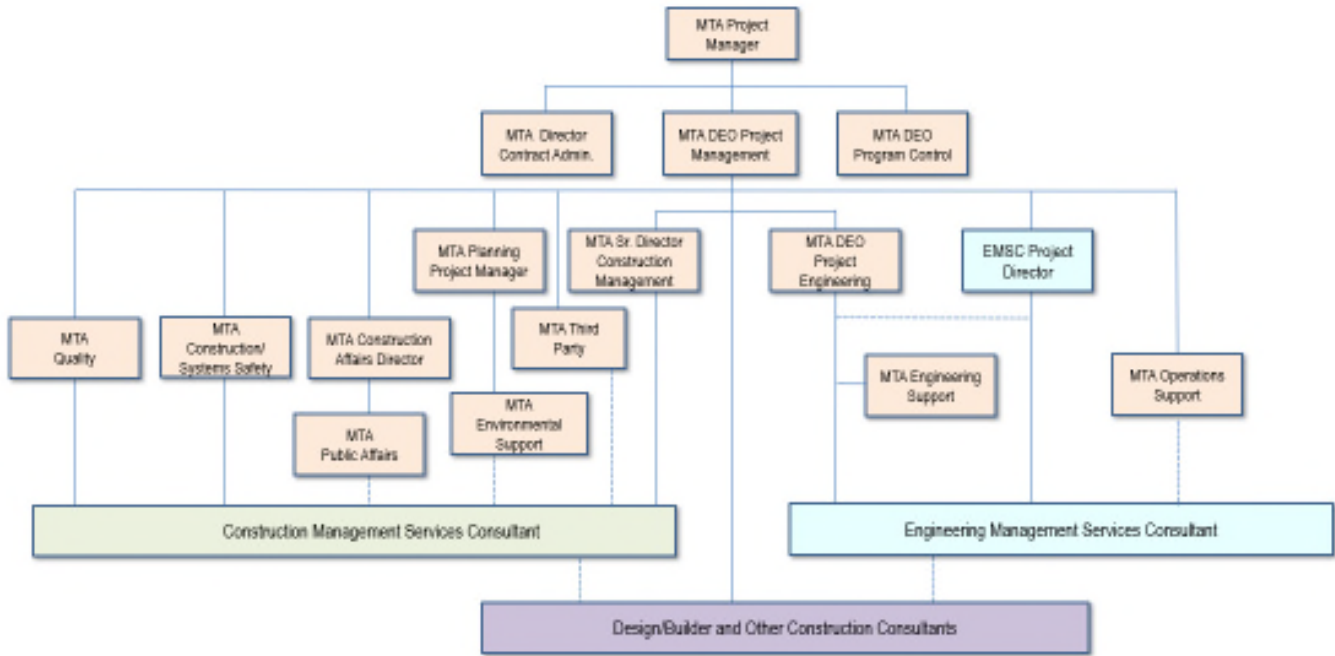 MTA Project
Manager
MTA Director
Contract Admin.
MTA DEO Project
Management
MTA DEO
Program Control
MTA Planning
Project Manager
MTA Sr. Director
Construction
Management
MTA DEO
Project
Engineering
EMSC Project
Director
MTA
Quality
MTA
Construction/
Systems Safety
MTA Construction
Affairs Director
MTA Third
Party
MTA Engineering
Support
MTA Operations
Support
MTA
Public Affairs
MTA
Environmental
Support
Construction Management Services Consultant
Engineering Management Services Consultant
Design/Builder and Other Construction Consultants